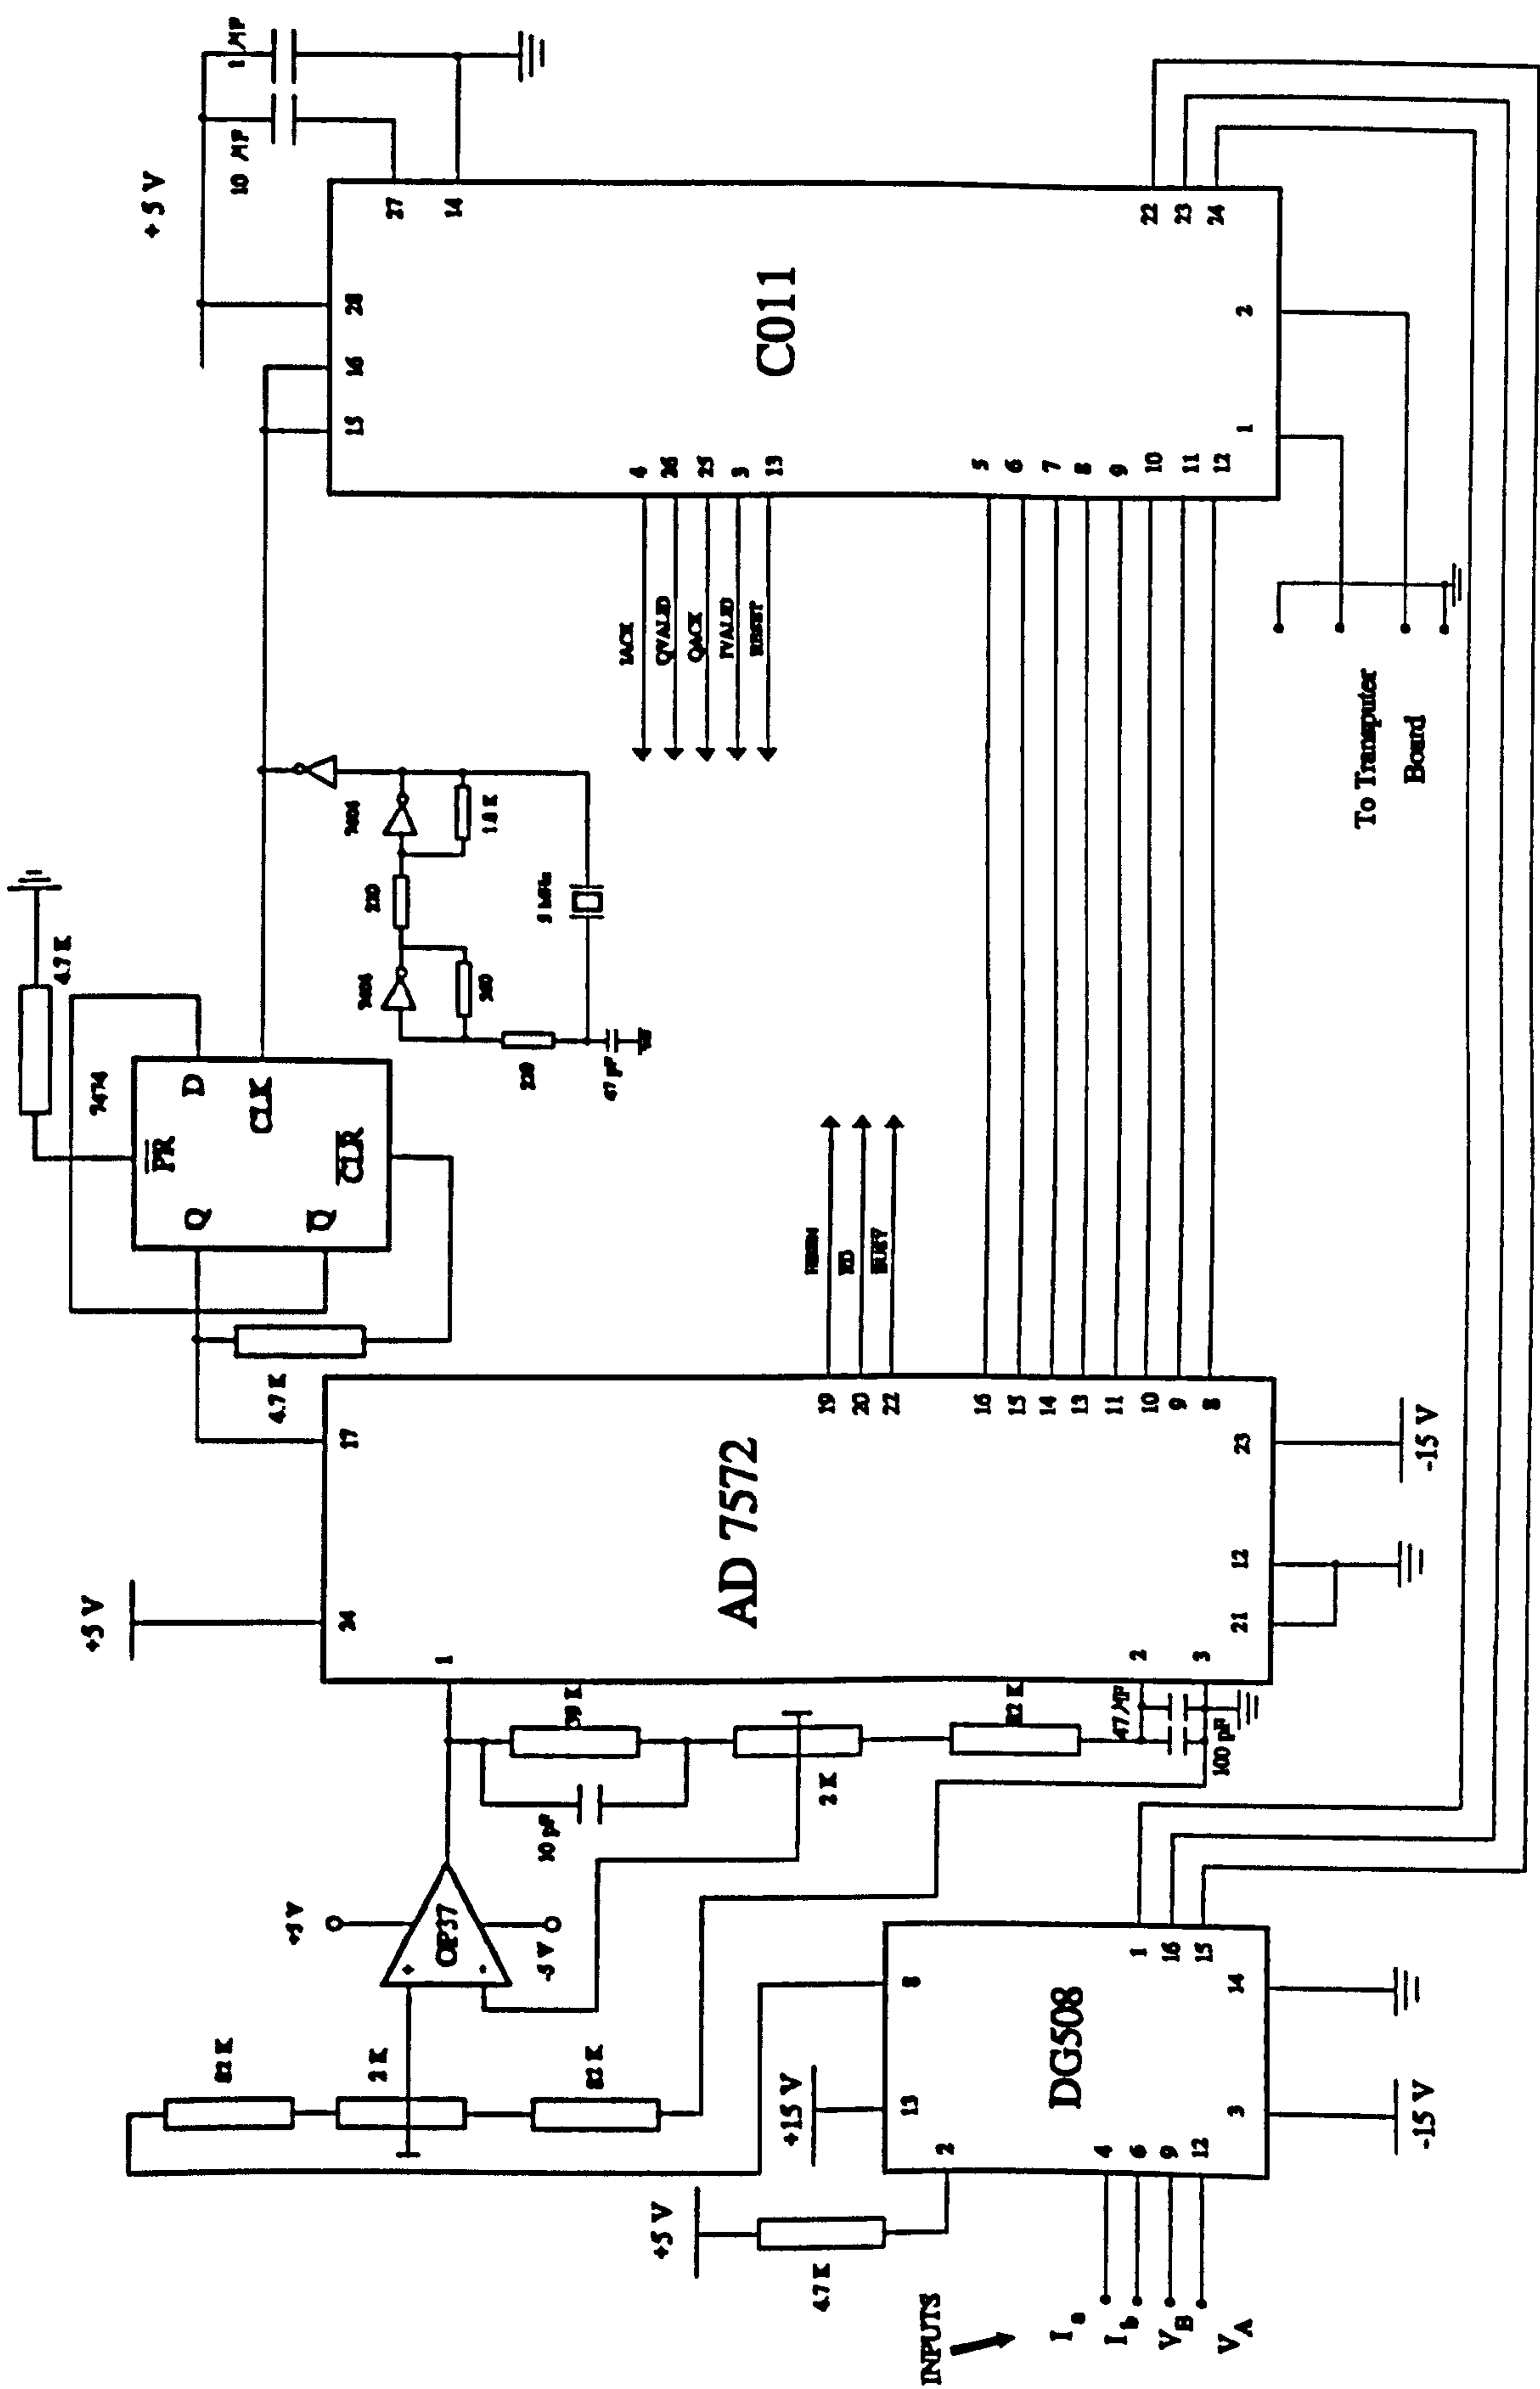 +5 V
10 µF
1 µF
28
16
15
27
14
C011
4
26
25
3
13
IACK
QVALID
QACK
IVALID
RESET
5
6
7
8
9
10
11
12
1
2
22
23
24
To Transputer
Board
4.7 K
7474
PR
D
CLK
Q
Q
CLR
4.7 K
7404
7404
220
1.8 K
220
5 MHz
47 pF
HBEN
RD
BUSY
19
20
22
16
15
14
13
11
10
9
8
+5 V
24
17
AD 7572
1
2
3
21
12
23
-15 V
39 K
10 pF
2 K
82 K
47 µF
100 pF
+5 V
OP37
+
-
-5 V
82 K
2 K
82 K
+15 V
13
8
DG508
2
4
6
9
12
3
14
1
16
15
-15 V
+5 V
4.7 K
INPUTS
I a
I b
V B
V A